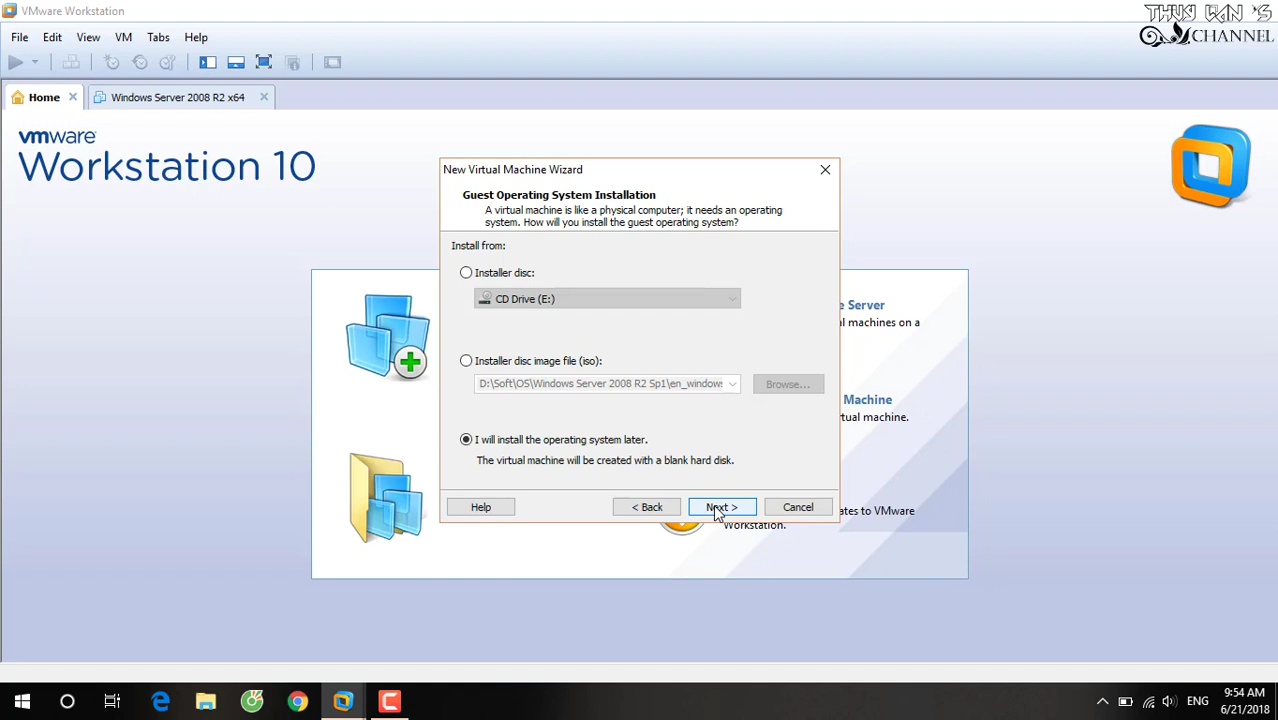 VMware Workstation
THUY WIN 'S
CHANNEL
File Edit View VM Tabs Help
Home
Windows Server 2008 R2 x64
vmware
Workstation 10
New Virtual Machine Wizard
Guest Operating System Installation
A virtual machine is like a physical computer; it needs an operating
system. How will you install the guest operating system?
Install from:
Installer disc:
CD Drive (E:)
Installer disc image file (iso):
D:\Soft\OS\Windows Server 2008 R2 Sp1\en_windows
Browse...
I will install the operating system later.
The virtual machine will be created with a blank hard disk.
Help
< Back
Next >
Cancel
e Server
al machines on a
Machine
rtual machine.
ates to VMware
Workstation.
ENG
9:54 AM
6/21/2018